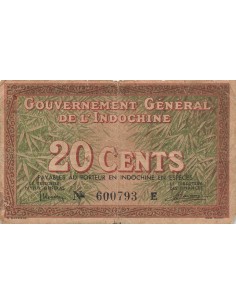 GOUVERNEMENT GÉNÉRAL
DE L'INDOCHINE
20 CENTS
PAYABLES AU PORTEUR EN INDOCHINE EN ESPÈCES
No 600793 E